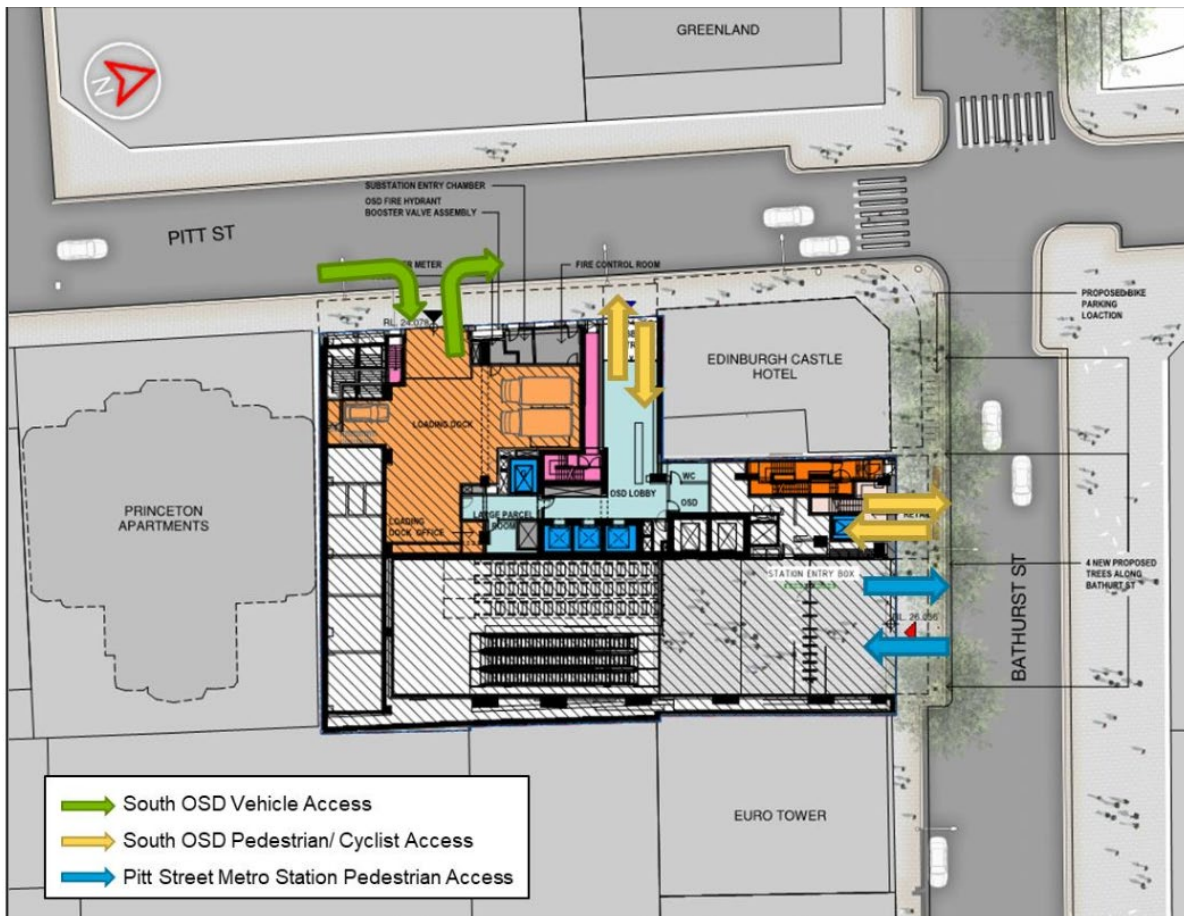 GREENLAND
N
SUBSTATION ENTRY CHAMBER
OSD FIRE HYDRANT
BOOSTER VALVE ASSEMBLY
PITT ST
METER
FIRE CONTROL ROOM
PROPOSED BIKE
PARKING
LOACTION
EDINBURGH CASTLE
HOTEL
LOADING DOCK
WC
OSD LOBBY
OSD
PRINCETON
APARTMENTS
LARGE PARCEL
ROOM
RETAIL
LOADING
DOCK OFFICE
STATION ENTRY BOX
4 NEW PROPOSED
TREES ALONG
BATHURT ST
BATHURST ST
EURO TOWER
South OSD Vehicle Access
South OSD Pedestrian/ Cyclist Access
Pitt Street Metro Station Pedestrian Access